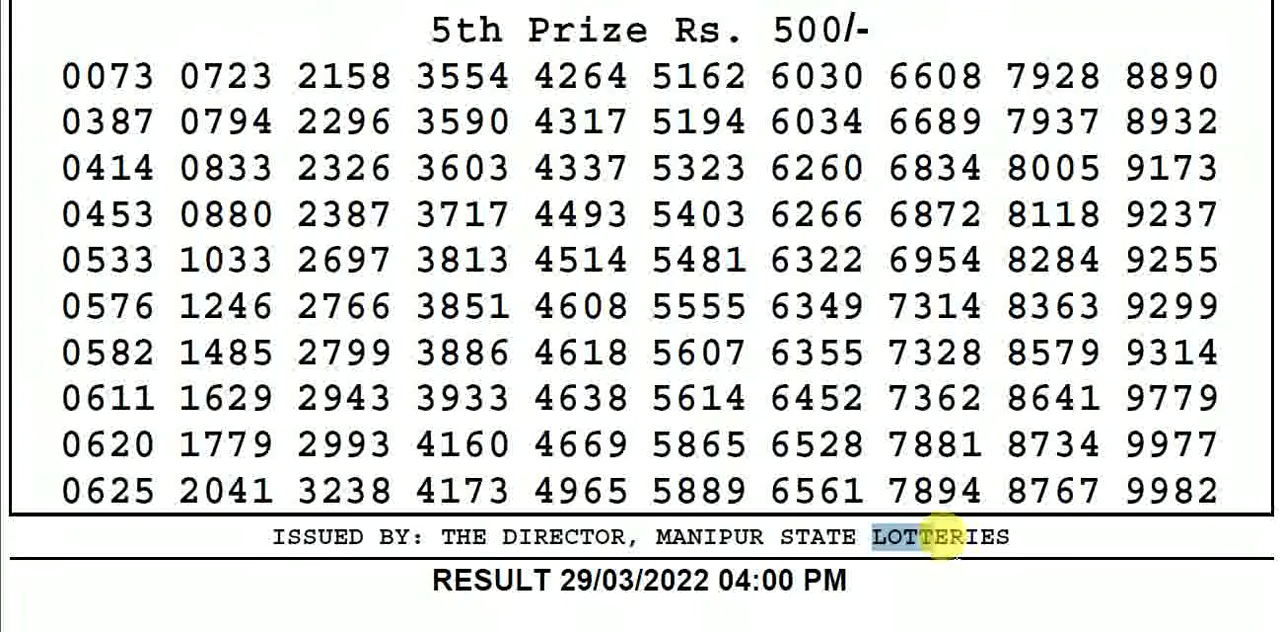 5th Prize Rs. 500/-
0073 0723 2158 3554 4264 5162 6030 6608 7928 8890
0387 0794 2296 3590 4317 5194 6034 6689 7937 8932
0414 0833 2326 3603 4337 5323 6260 6834 8005 9173
0453 0880 2387 3717 4493 5403 6266 6872 8118 9237
0533 1033 2697 3813 4514 5481 6322 6954 8284 9255
0576 1246 2766 3851 4608 5555 6349 7314 8363 9299
0582 1485 2799 3886 4618 5607 6355 7328 8579 9314
0611 1629 2943 3933 4638 5614 6452 7362 8641 9779
0620 1779 2993 4160 4669 5865 6528 7881 8734 9977
0625 2041 3238 4173 4965 5889 6561 7894 8767 9982
ISSUED BY: THE DIRECTOR, MANIPUR STATE LOTTERIES
RESULT 29/03/2022 04:00 PM